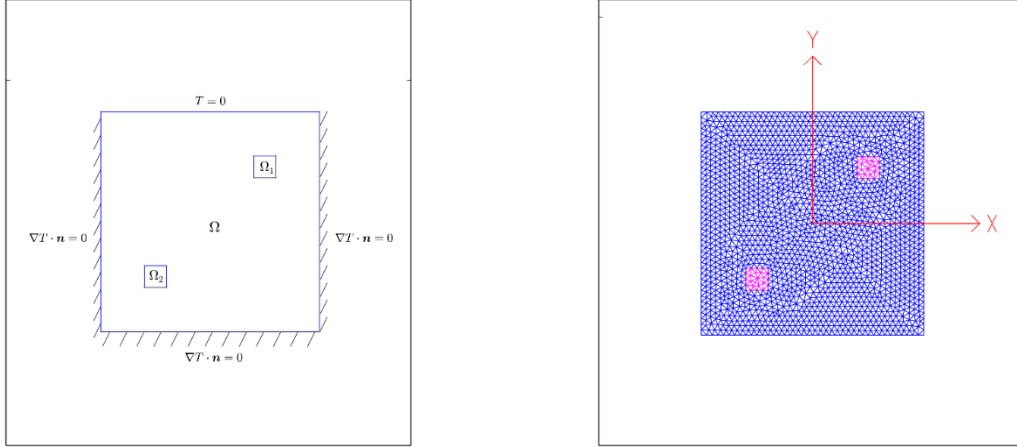 T = 0
Ω₁
Ω
∇T · n = 0
∇T · n = 0
Ω₂
∇T · n = 0
Y
X